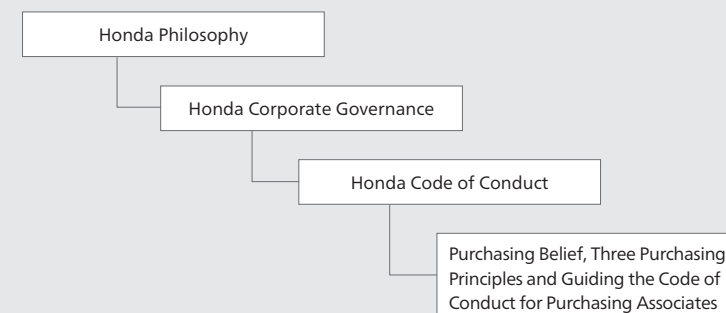 Honda Philosophy
Honda Corporate Governance
Honda Code of Conduct
Purchasing Belief, Three Purchasing
Principles and Guiding the Code of
Conduct for Purchasing Associates